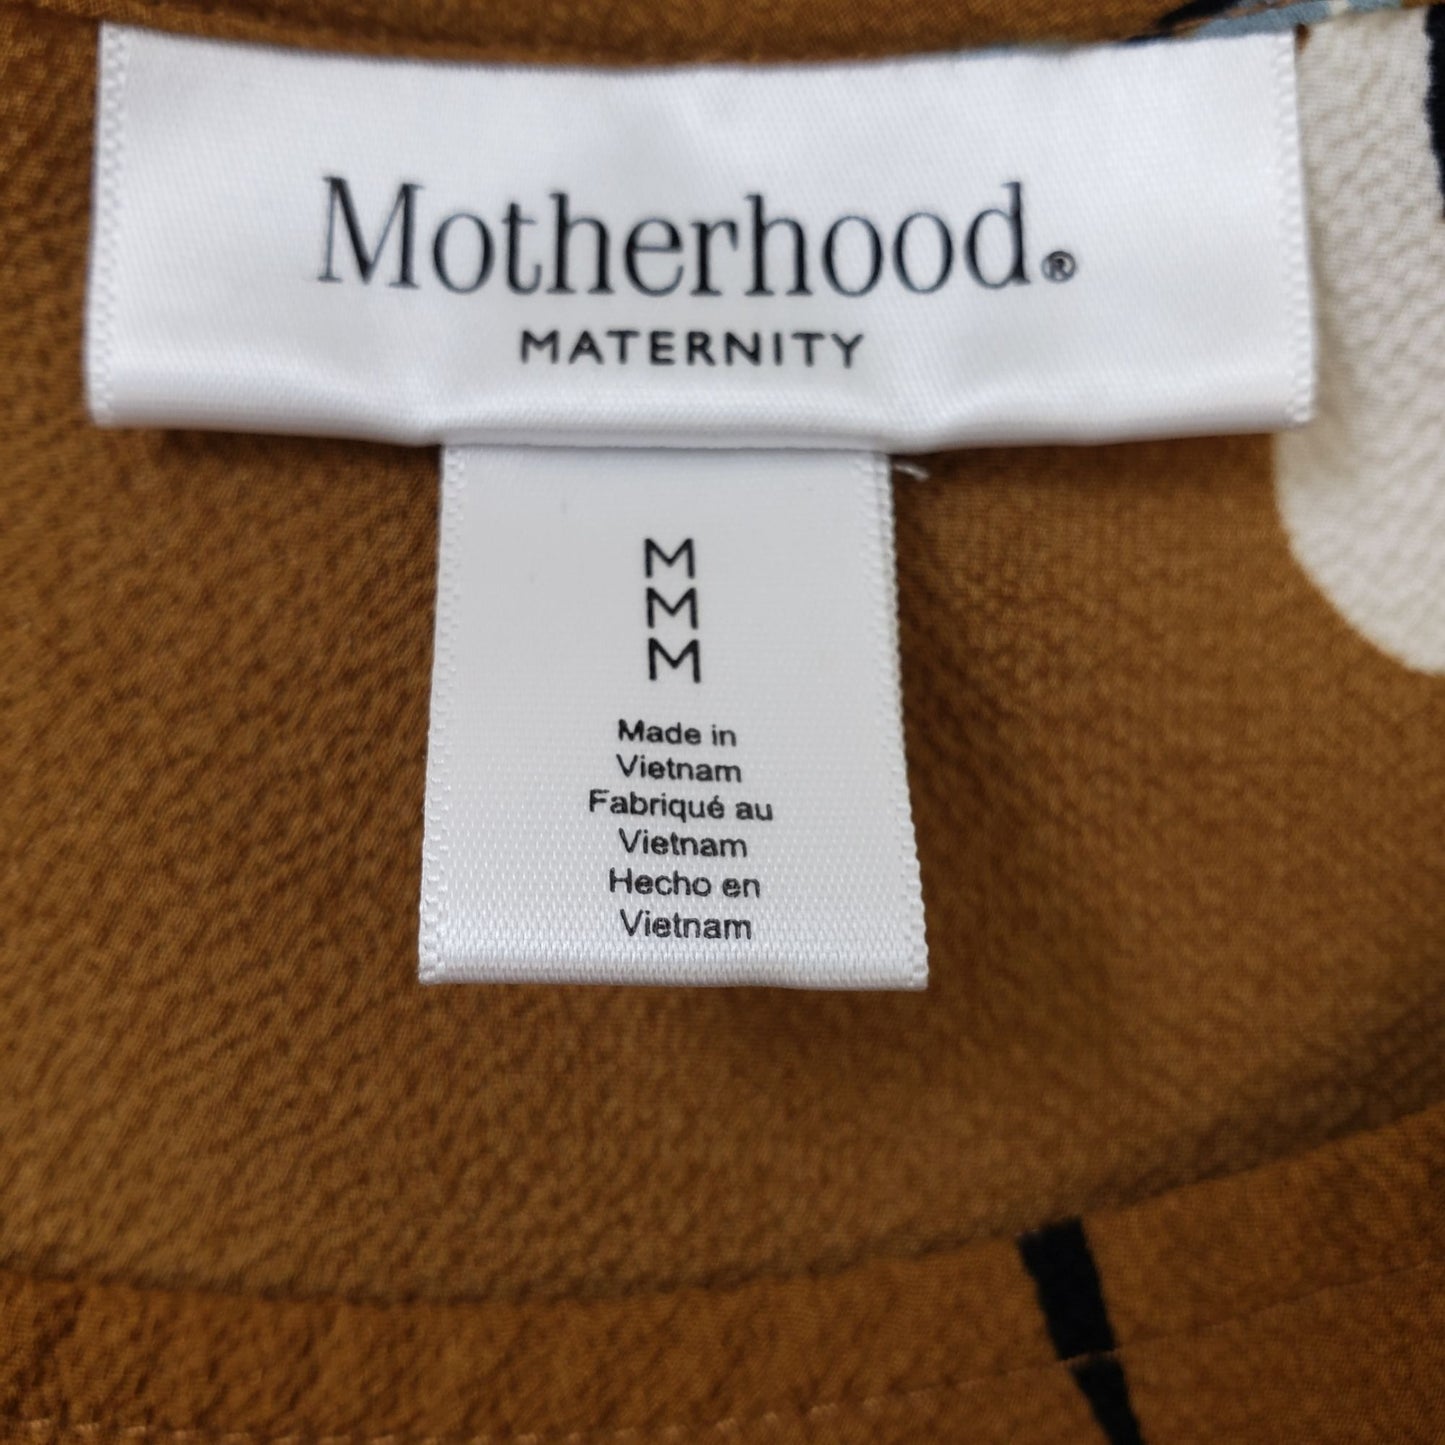 Motherhood®
MATERNITY
M
M
M
Made in
Vietnam
Fabriqué au
Vietnam
Hecho en
Vietnam